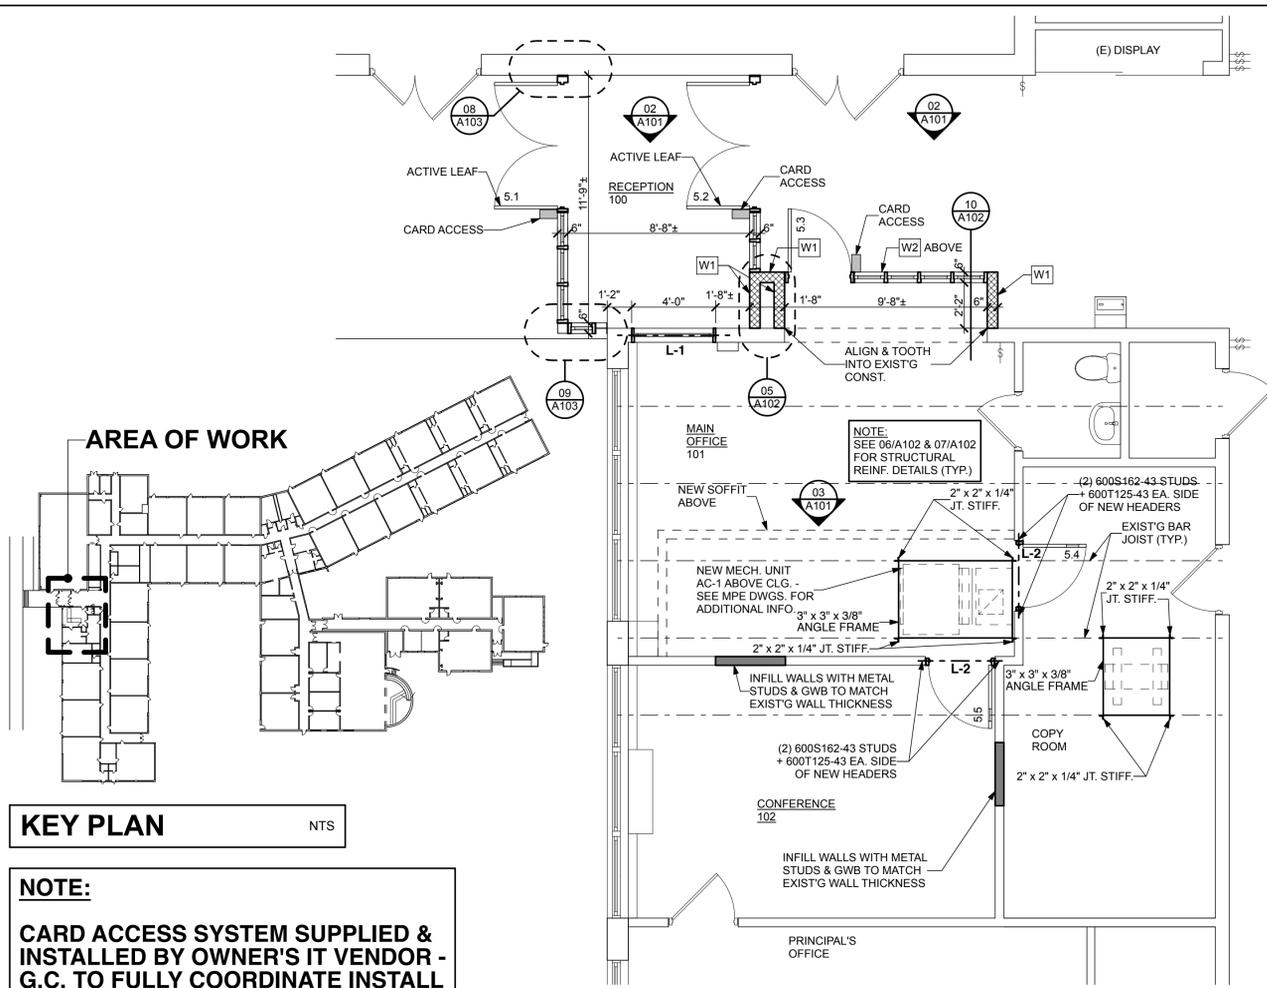 (E) DISPLAY
08
A103
02
A101
02
A101
ACTIVE LEAF
ACTIVE LEAF
CARD
ACCESS
RECEPTION
100
5.1
5.2
5.3
11'-9"±
CARD ACCESS
CARD
ACCESS
10
A102
6"
8'-8"±
6"
W1
W2 ABOVE
6"
W1
W1
1'-2"
4'-0"
1'-8"±
1'-8"
9'-8"±
2'-2"
6"
6"
L-1
ALIGN & TOOTH
INTO EXIST'G
CONST.
09
A103
05
A102
AREA OF WORK
MAIN
OFFICE
101
NOTE:
SEE 06/A102 & 07/A102
FOR STRUCTURAL
REINF. DETAILS (TYP.)
NEW SOFFIT
ABOVE
03
A101
2" x 2" x 1/4"
JT. STIFF.
(2) 600S162-43 STUDS
+ 600T125-43 EA. SIDE
OF NEW HEADERS
EXIST'G BAR
JOIST (TYP.)
L-2
5.4
NEW MECH. UNIT
AC-1 ABOVE CLG. -
SEE MPE DWGS. FOR
ADDITIONAL INFO.
3" x 3" x 3/8"
ANGLE FRAME
2" x 2" x 1/4" JT. STIFF.
2" x 2" x 1/4"
JT. STIFF.
L-2
3" x 3" x 3/8"
ANGLE FRAME
INFILL WALLS WITH METAL
STUDS & GWB TO MATCH
EXIST'G WALL THICKNESS
5.5
COPY
ROOM
(2) 600S162-43 STUDS
+ 600T125-43 EA. SIDE
OF NEW HEADERS
2" x 2" x 1/4" JT. STIFF.
CONFERENCE
102
KEY PLAN
NTS
INFILL WALLS WITH METAL
STUDS & GWB TO MATCH
EXIST'G WALL THICKNESS
NOTE:
CARD ACCESS SYSTEM SUPPLIED &
INSTALLED BY OWNER'S IT VENDOR -
G.C. TO FULLY COORDINATE INSTALL
PRINCIPAL'S
OFFICE